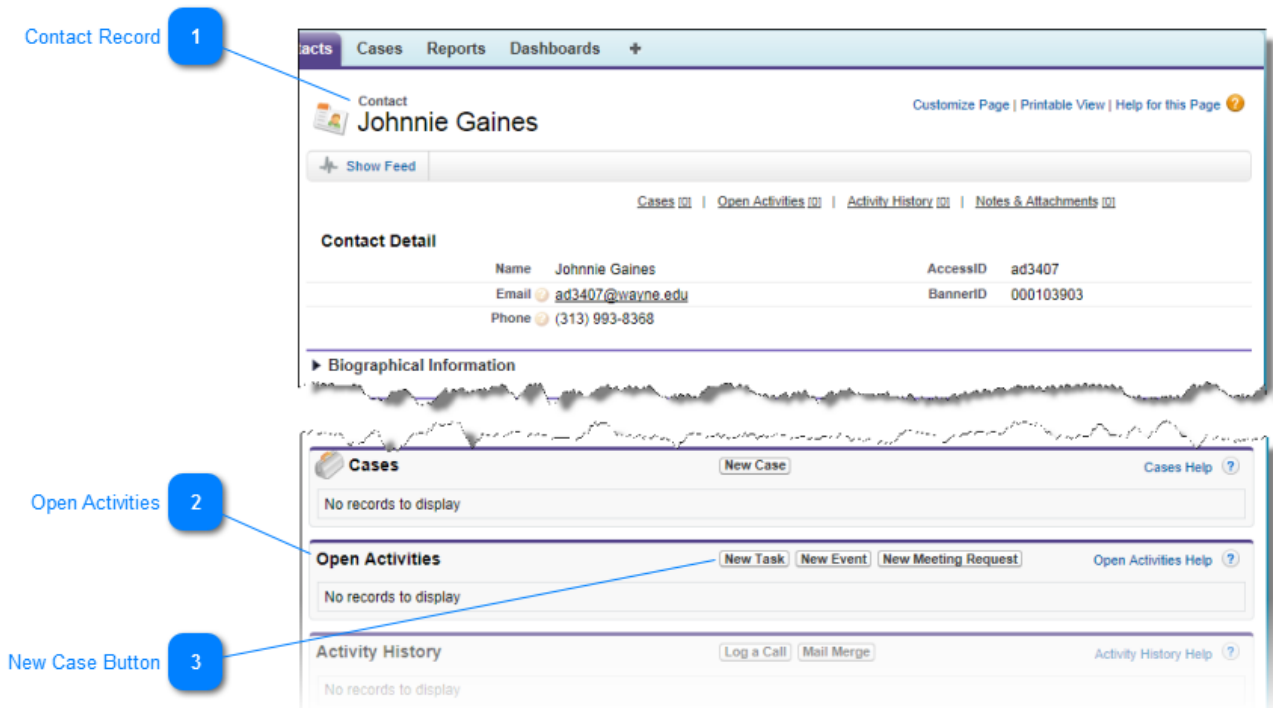 Contact Record 1
acts Cases Reports Dashboards +
Contact
Johnnie Gaines
Customize Page | Printable View | Help for this Page ?
Show Feed
Cases [0] | Open Activities [0] | Activity History [0] | Notes & Attachments [0]
Contact Detail
Name Johnnie Gaines AccessID ad3407
Email ad3407@wayne.edu BannerID 000103903
Phone (313) 993-8368
Biographical Information
Cases New Case Cases Help ?
No records to display
Open Activities 2
Open Activities New Task New Event New Meeting Request Open Activities Help ?
No records to display
New Case Button 3
Activity History Log a Call Mail Merge Activity History Help ?
No records to display